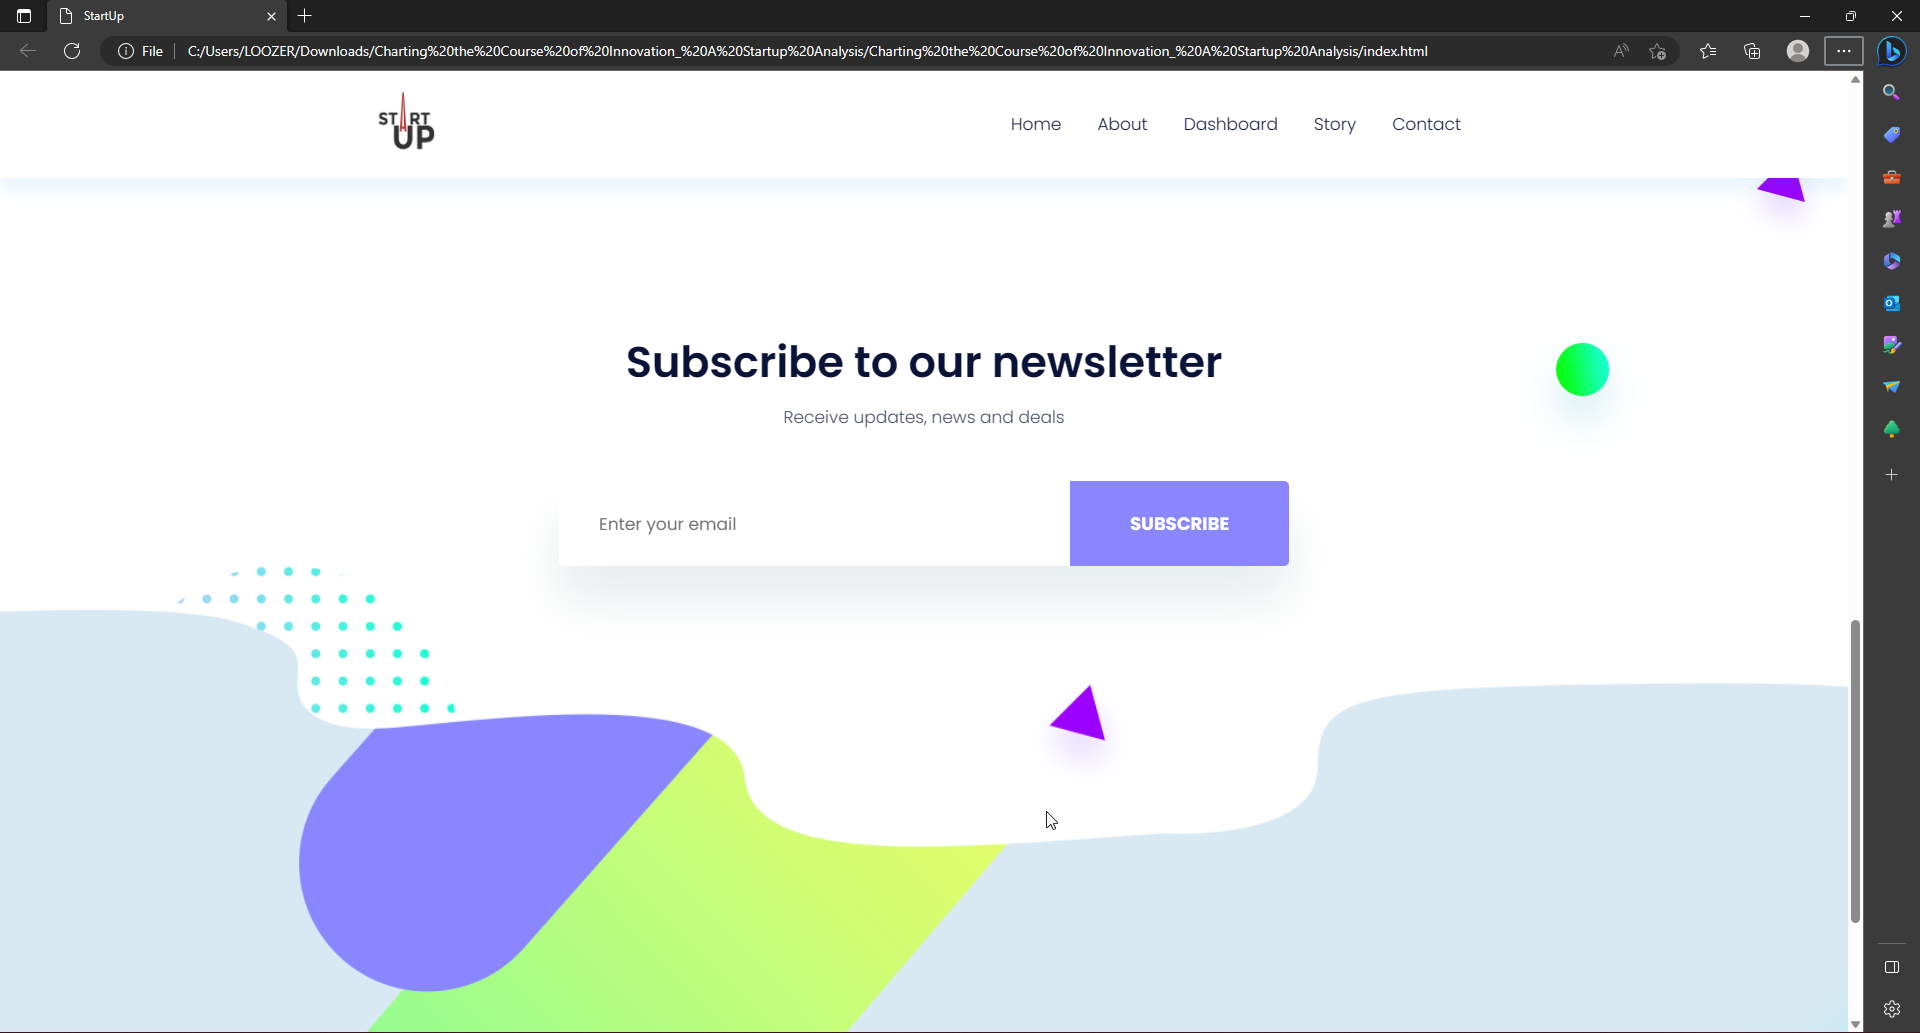 StartUp
File
C:/Users/LOOZER/Downloads/Charting%20the%20Course%20of%20Innovation_%20A%20Startup%20Analysis/Charting%20the%20Course%20of%20Innovation_%20A%20Startup%20Analysis/index.html
START
UP
Home About Dashboard Story Contact
Subscribe to our newsletter
Receive updates, news and deals
Enter your email
SUBSCRIBE